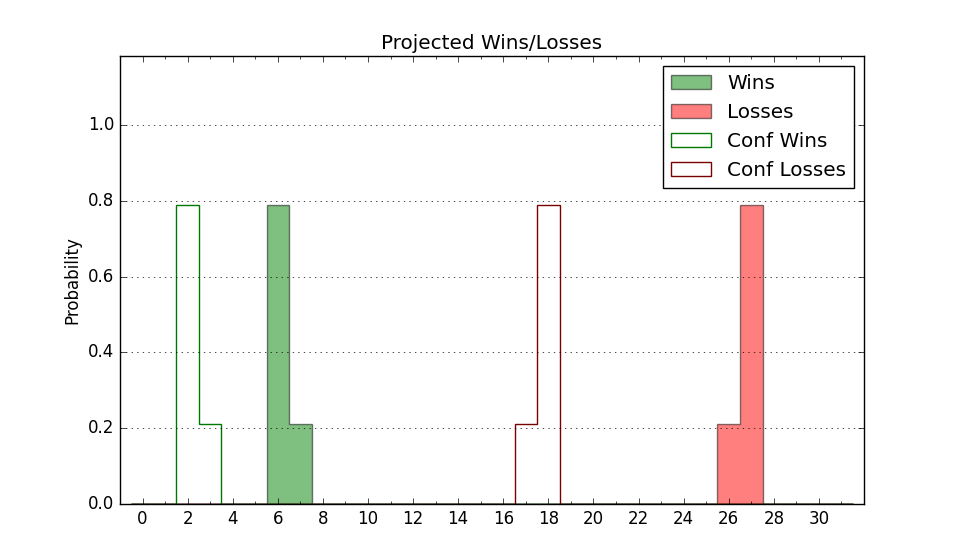 Projected Wins/Losses
Wins
Losses
Conf Wins
Conf Losses
Probability
1.0
0.8
0.6
0.4
0.2
0.0
0 2 4 6 8 10 12 14 16 18 20 22 24 26 28 30